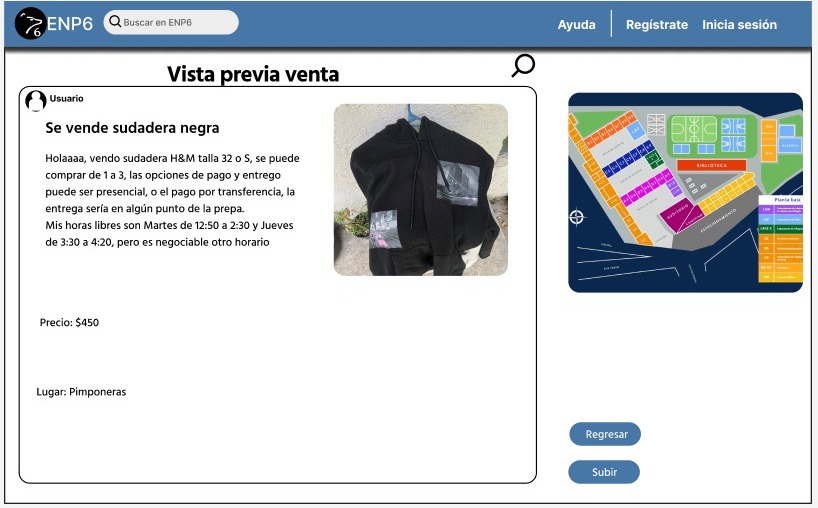 ENP6
Buscar en ENP6
Ayuda
Regístrate
Inicia sesión
Vista previa venta
Usuario
Se vende sudadera negra
Holaaaa, vendo sudadera H&M talla 32 o S, se puede
comprar de 1 a 3, las opciones de pago y entrego
puede ser presencial, o el pago por transferencia, la
entrega sería en algún punto de la prepa.
Mis horas libres son Martes de 12:50 a 2:30 y Jueves
de 3:30 a 4:20, pero es negociable otro horario
Precio: $450
Lugar: Pimponeras
BIBLIOTECA
AUDITORIO
ESTACIONAMIENTO
Planta baja
Regresar
Subir